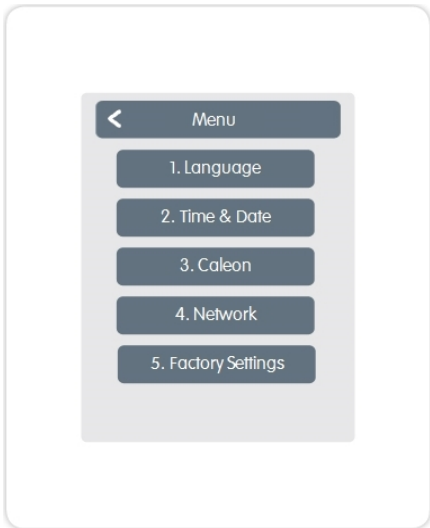 Menu
1. Language
2. Time & Date
3. Caleon
4. Network
5. Factory Settings